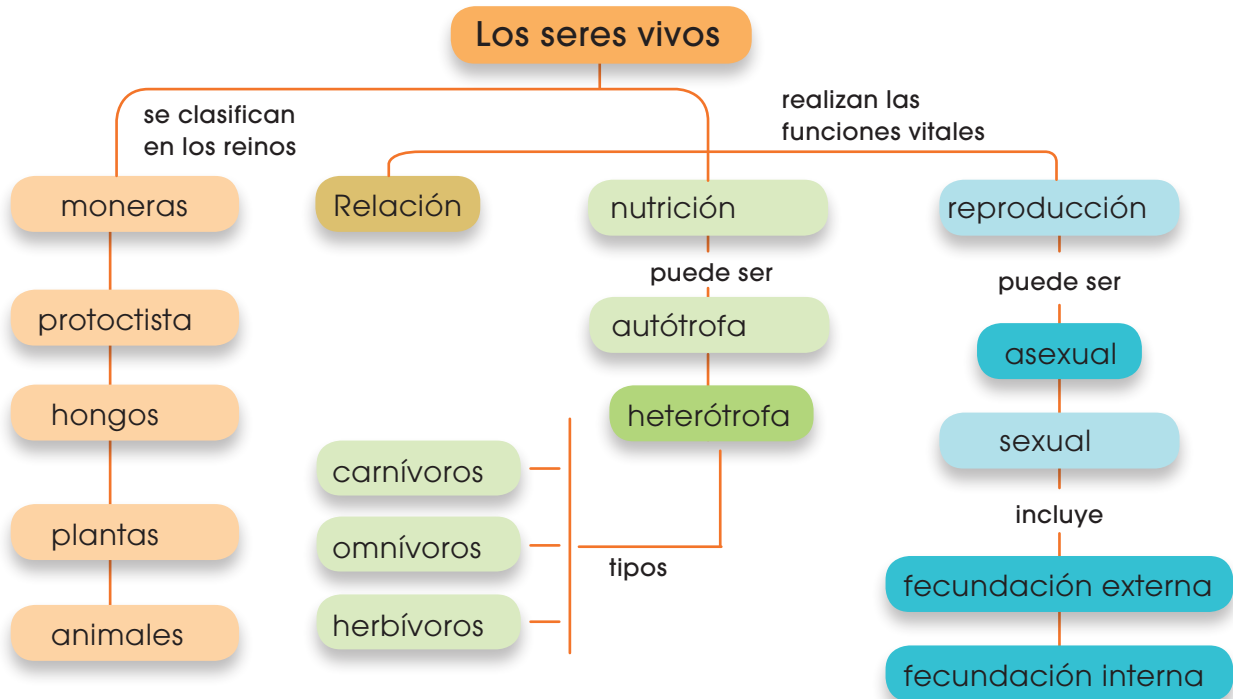 Los seres vivos
se clasifican
en los reinos
realizan las
funciones vitales
moneras
protoctista
hongos
plantas
animales
Relación
nutrición
puede ser
autótrofa
heterótrofa
tipos
carnívoros
omnívoros
herbívoros
reproducción
puede ser
asexual
sexual
incluye
fecundación externa
fecundación interna